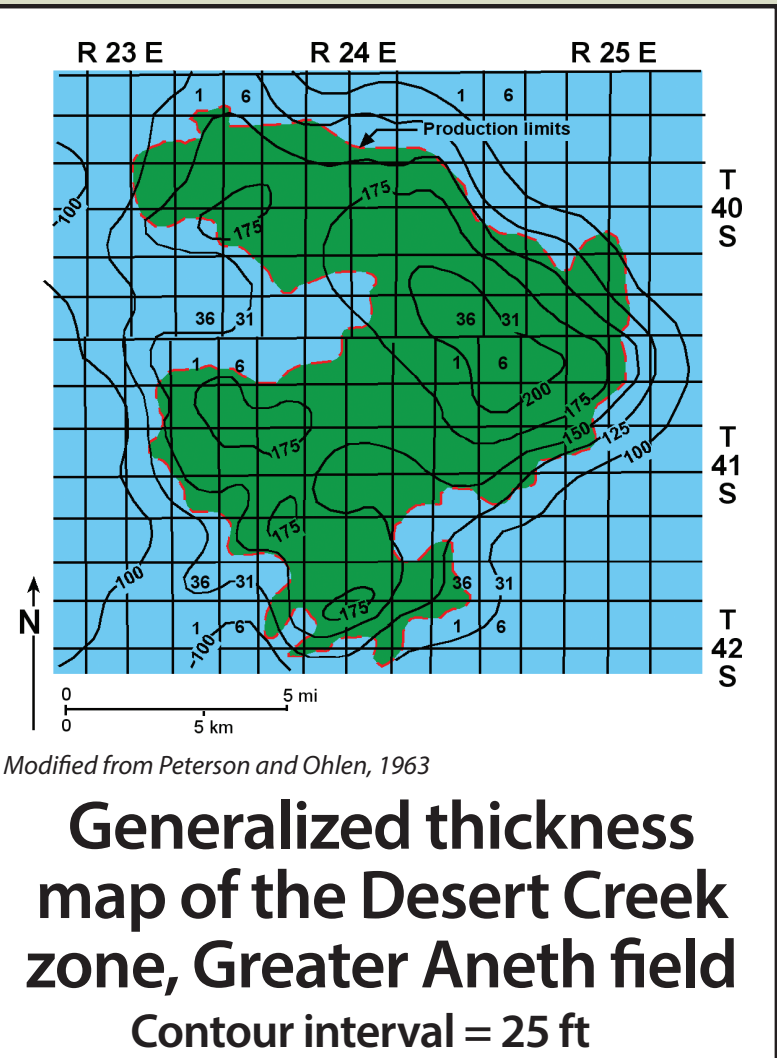 R 23 E R 24 E R 25 E
1 6 1 6
Production limits
T
40
S
100
175
175
36 31 36 31
1 6 1 6
200
175
150 125
100
T
41
S
175
175
100
36 31 36 31
175
N
1 6 1 6
100
T
42
S
0 5 mi
0 5 km
Modified from Peterson and Ohlen, 1963
Generalized thickness
map of the Desert Creek
zone, Greater Aneth field
Contour interval = 25 ft